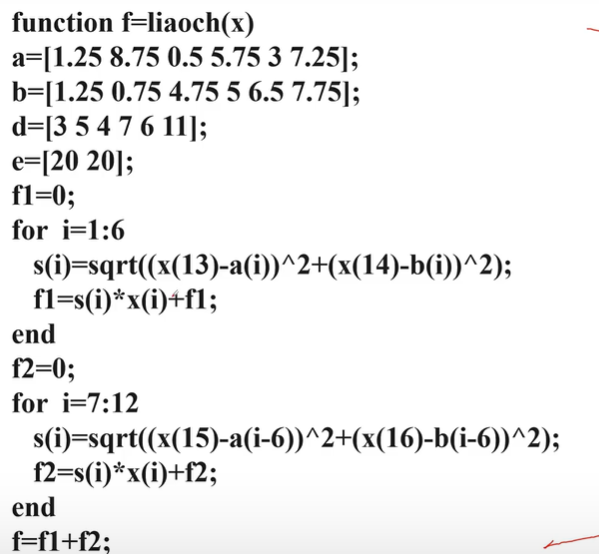 function f=liaoch(x)
a=[1.25 8.75 0.5 5.75 3 7.25];
b=[1.25 0.75 4.75 5 6.5 7.75];
d=[3 5 4 7 6 11];
e=[20 20];
f1=0;
for i=1:6
s(i)=sqrt((x(13)-a(i))^2+(x(14)-b(i))^2);
f1=s(i)*x(i)+f1;
end
f2=0;
for i=7:12
s(i)=sqrt((x(15)-a(i-6))^2+(x(16)-b(i-6))^2);
f2=s(i)*x(i)+f2;
end
f=f1+f2;